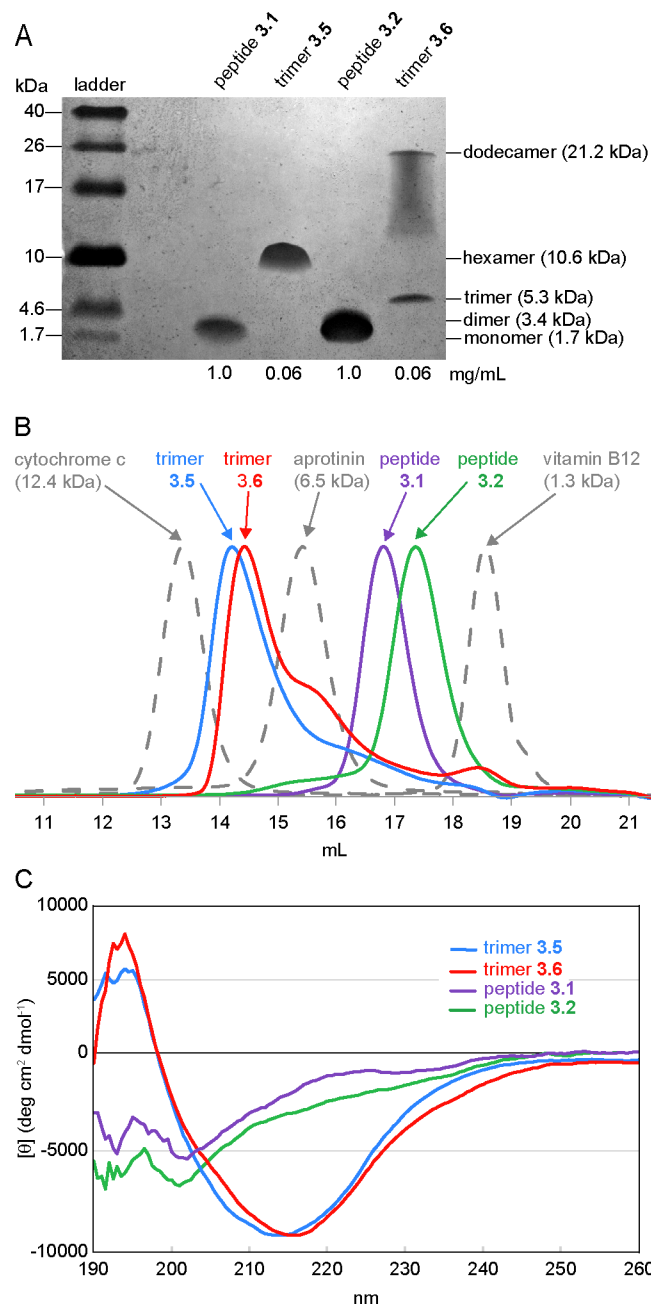 A
peptide 3.1
trimer 3.5
peptide 3.2
trimer 3.6
kDa
ladder
40
26
17
10
4.6
1.7
dodecamer (21.2 kDa)
hexamer (10.6 kDa)
trimer (5.3 kDa)
dimer (3.4 kDa)
monomer (1.7 kDa)
1.0 0.06 1.0 0.06 mg/mL
B
cytochrome c
(12.4 kDa)
trimer
3.5
trimer
3.6
aprotinin
(6.5 kDa)
peptide
3.1
peptide
3.2
vitamin B12
(1.3 kDa)
11 12 13 14 15 16 17 18 19 20 21
mL
C
[θ] (deg cm-2 dmol-1)
10000
5000
0
-5000
-10000
trimer 3.5
trimer 3.6
peptide 3.1
peptide 3.2
190 200 210 220 230 240 250 260
nm